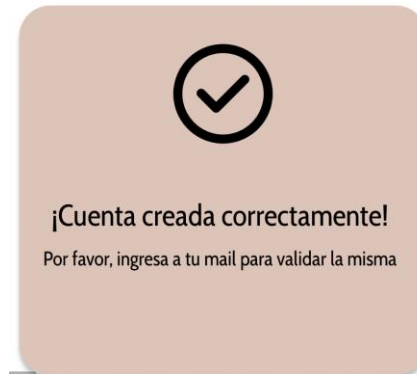 ¡Cuenta creada correctamente!
Por favor, ingresa a tu mail para validar la misma